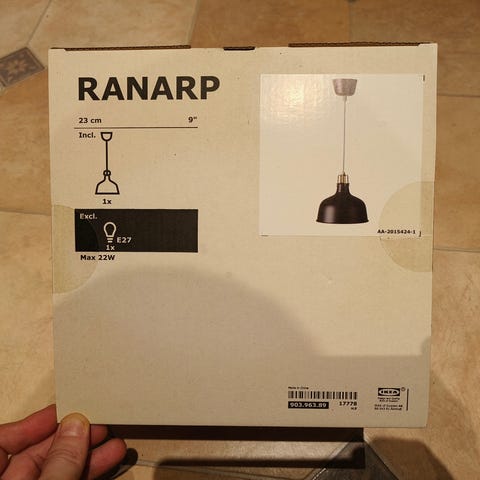 RANARP
23 cm 9"
Incl.
1x
Excl.
E27
1x
Max 22W
AA-2015424-1
Made in China
903.963.89 17778
IKEA